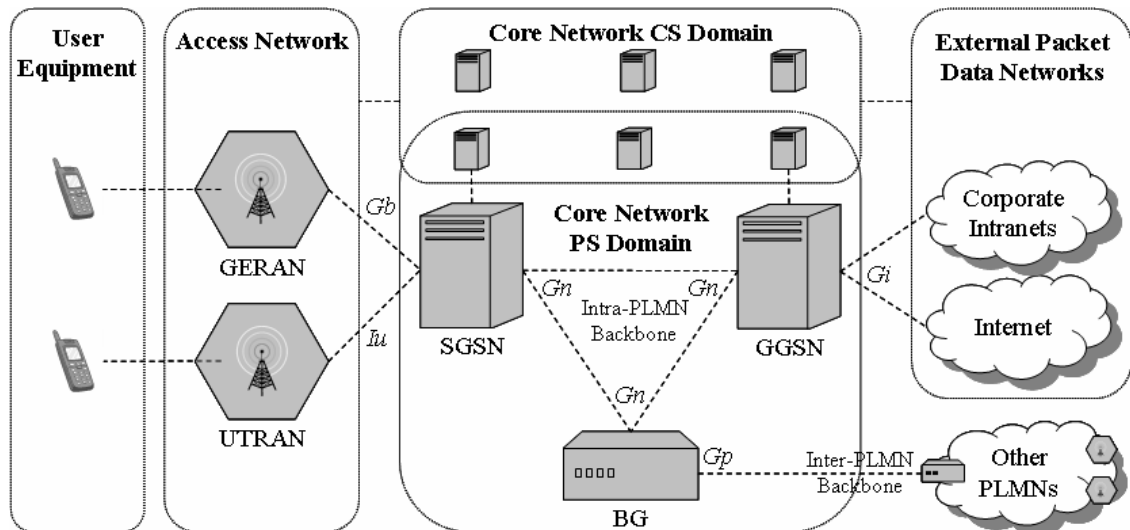 User
Equipment
Access Network
Core Network CS Domain
External Packet
Data Networks
Gb
GERAN
Core Network
PS Domain
Corporate
Intranets
Gn
Gn
Gi
Intra-PLMN
Backbone
Internet
Iu
SGSN
GGSN
UTRAN
Gn
Gp
Inter-PLMN
Backbone
Other
PLMNs
BG